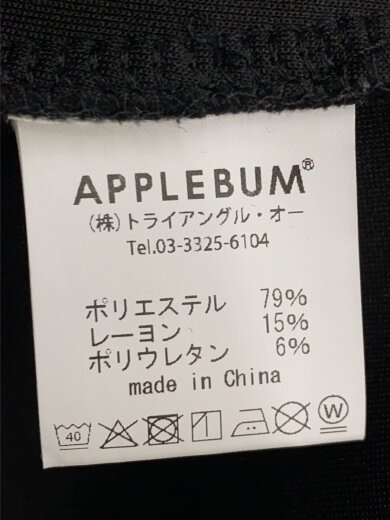 APPLEBUM®
(株)トライアングル・オー
Tel.03-3325-6104
ポリエステル 79%
レーヨン 15%
ポリウレタン 6%
made in China
40 W